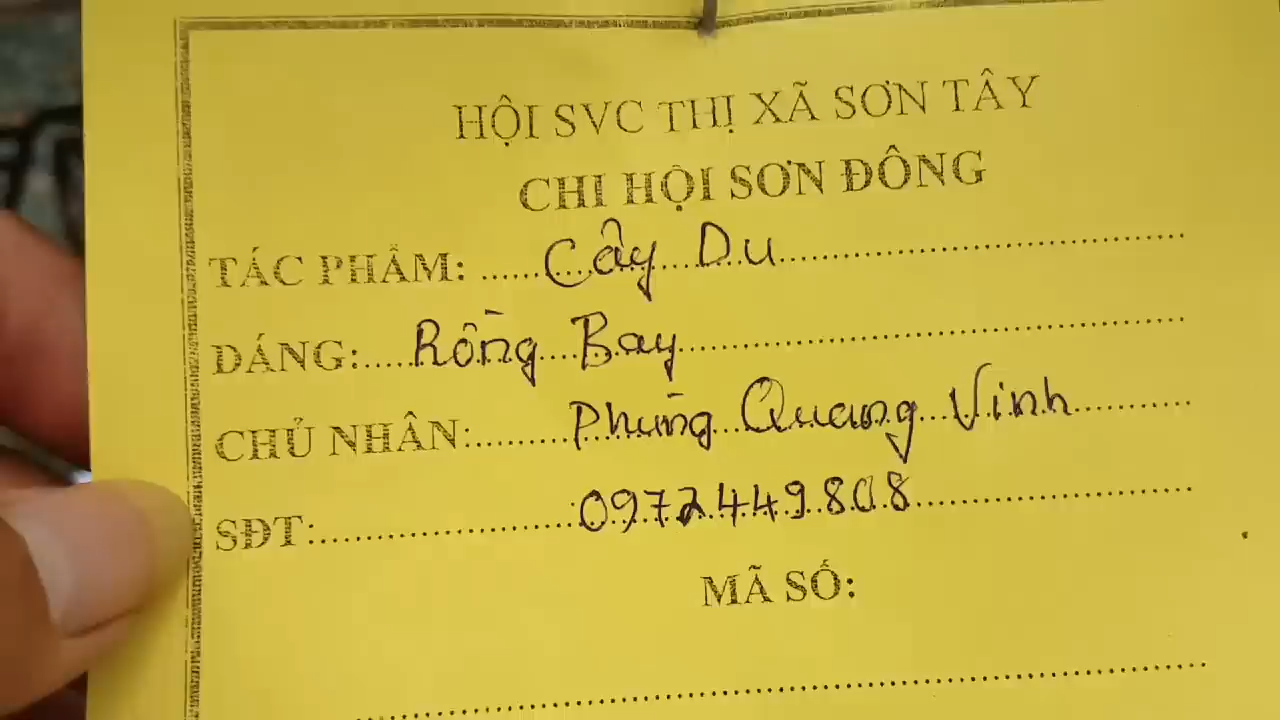 HỘI SVC THỊ XÃ SƠN TÂY
CHI HỘI SƠN ĐÔNG
TÁC PHẨM: Cây Du
DÁNG: Rồng Bay
CHỦ NHÂN: Phùng Quang Vinh
SĐT: 0972449808
MÃ SỐ: